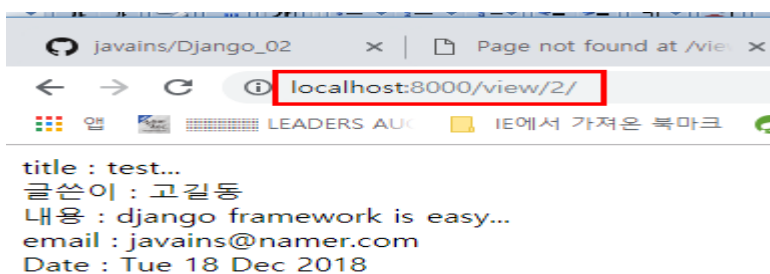 javains/Django_02
Page not found at /vie
localhost:8000/view/2/
앱 LEADERS AU IE에서 가져온 북마크
title : test...
글쓴이 : 고길동
내용 : django framework is easy...
email : javains@namer.com
Date : Tue 18 Dec 2018